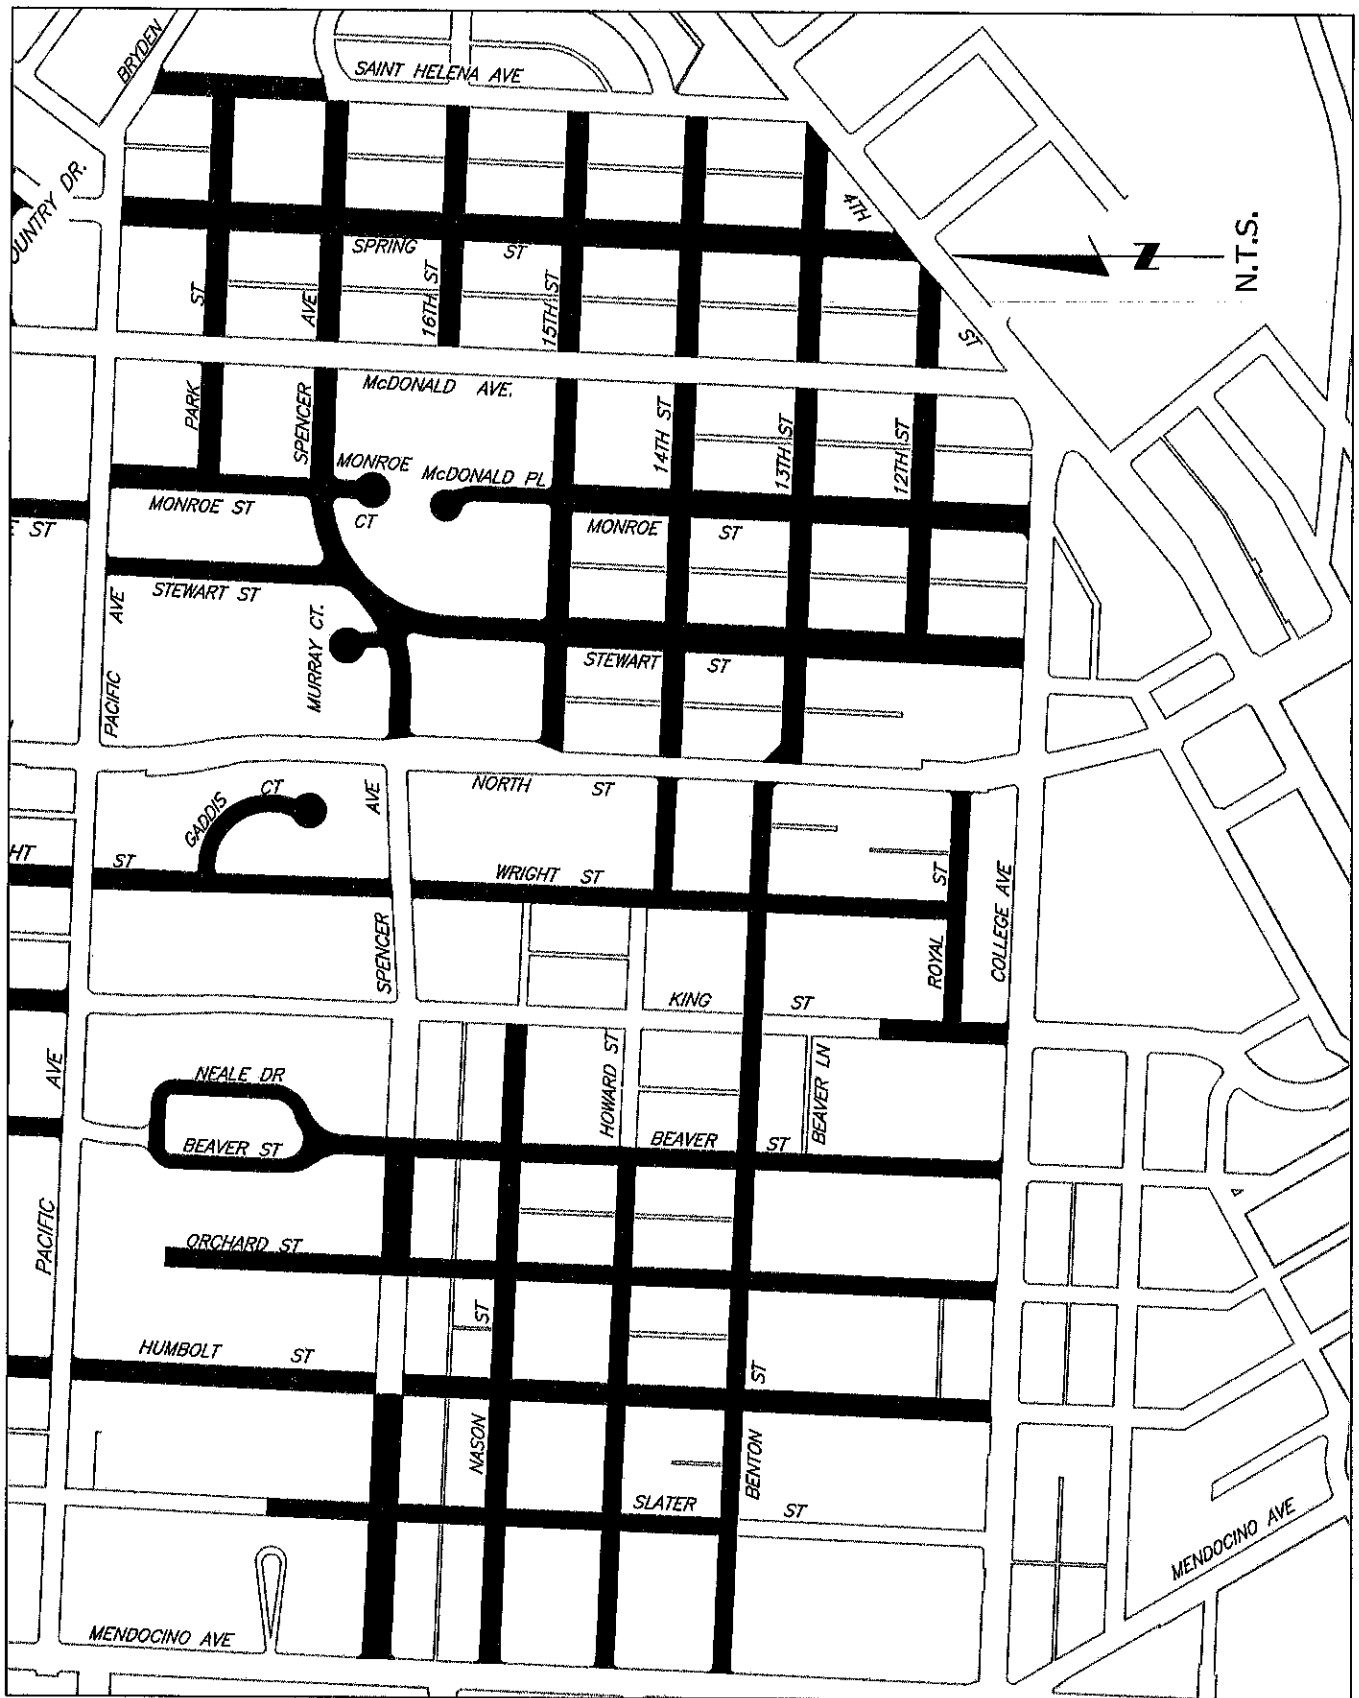 BRYDEN
SAINT HELENA AVE
OUNTRY DR.
4TH
ST
SPRING ST
N.T.S.
Z
PARK ST
SPENCER AVE
16TH ST
15TH ST
McDONALD AVE.
14TH ST
13TH ST
12TH ST
MONROE CT
McDONALD PL
MONROE ST
MONROE ST
E ST
STEWART ST
PACIFIC AVE
MURRAY CT.
STEWART ST
NORTH ST
GADDIS CT
SPENCER AVE
HT ST
WRIGHT ST
ROYAL ST
COLLEGE AVE
KING ST
HOWARD ST
BEAVER LN
NEALE DR
BEAVER ST
BEAVER ST
PACIFIC AVE
ORCHARD ST
HUMBOLT ST
NASON ST
BENTON ST
SLATER ST
MENDOCINO AVE
MENDOCINO AVE